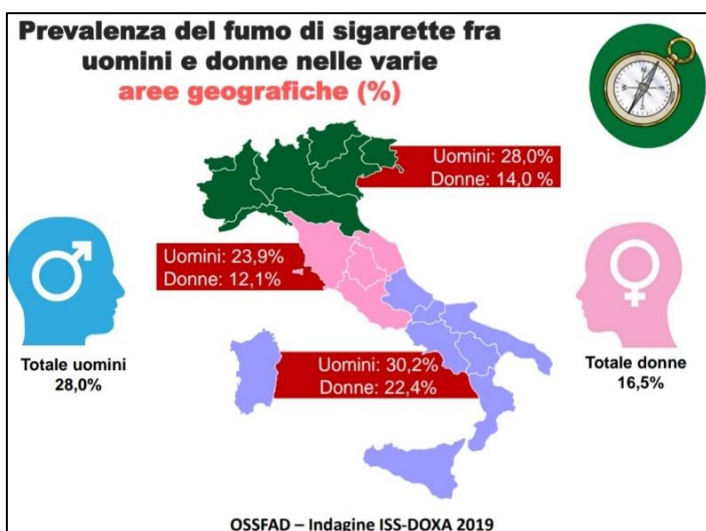 Prevalenza del fumo di sigarette fra
uomini e donne nelle varie
aree geografiche (%)
Uomini: 28,0%
Donne: 14,0 %
Uomini: 23,9%
Donne: 12,1%
Totale uomini
28,0%
Uomini: 30,2%
Donne: 22,4%
Totale donne
16,5%
OSSFAD – Indagine ISS-DOXA 2019